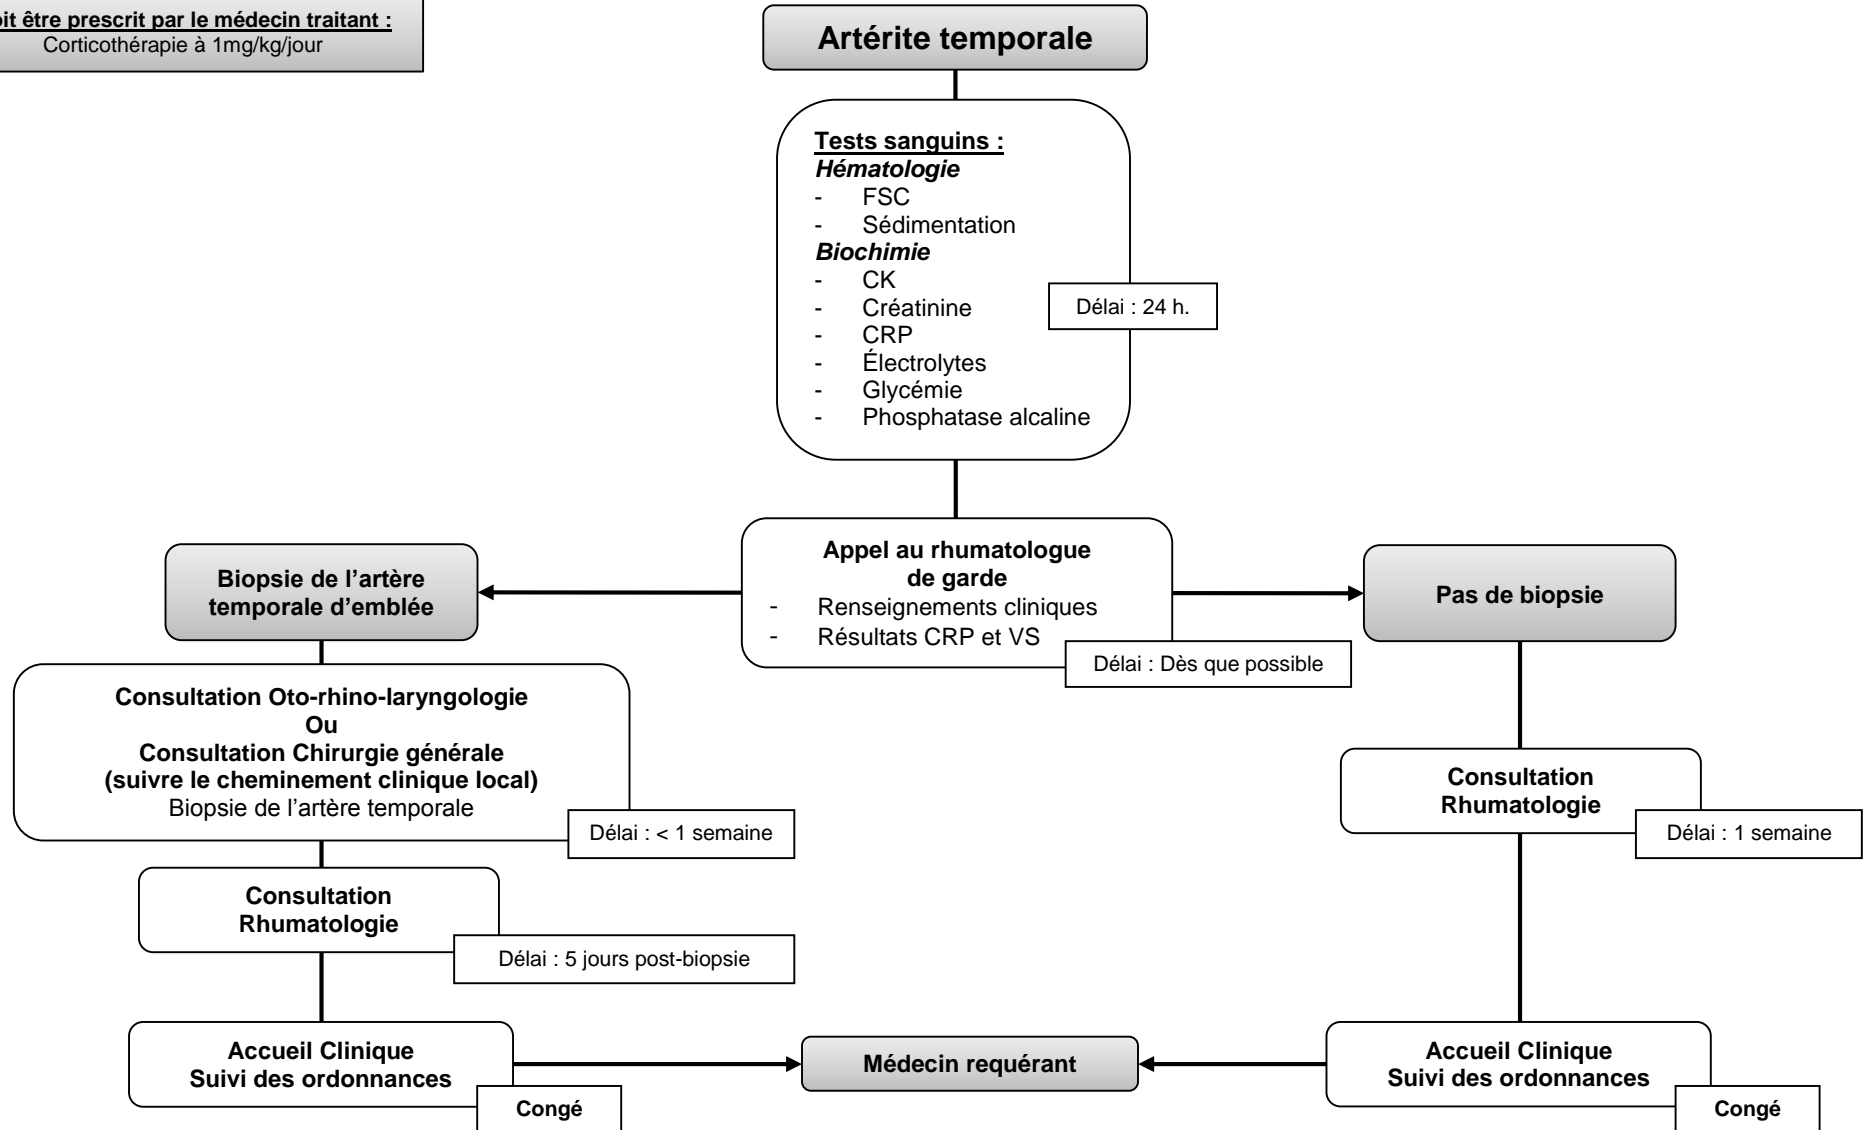 être prescrit par le médecin traitant :
Corticothérapie à 1mg/kg/jour
Artérite temporale
Tests sanguins :
Hématologie
- FSC
- Sédimentation
Biochimie
- CK
- Créatinine
- CRP
- Électrolytes
- Glycémie
- Phosphatase alcaline
Délai : 24 h.
Appel au rhumatologue
de garde
- Renseignements cliniques
- Résultats CRP et VS
Délai : Dès que possible
Biopsie de l’artère
temporale d’emblée
Pas de biopsie
Consultation Oto-rhino-laryngologie
Ou
Consultation Chirurgie générale
(suivre le cheminement clinique local)
Biopsie de l’artère temporale
Délai : < 1 semaine
Consultation
Rhumatologie
Délai : 1 semaine
Consultation
Rhumatologie
Délai : 5 jours post-biopsie
Accueil Clinique
Suivi des ordonnances
Congé
Médecin requérant
Accueil Clinique
Suivi des ordonnances
Congé